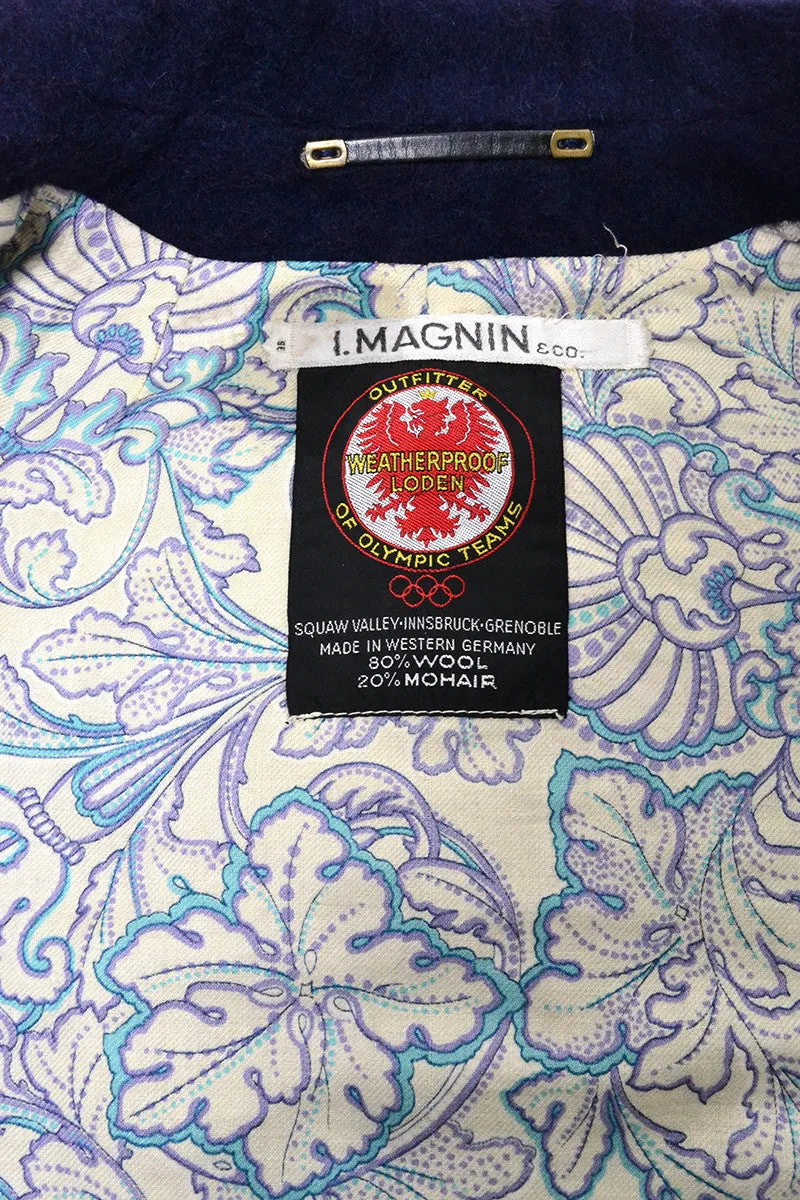 I. MAGNIN & CO.
OUTFITTER
WEATHERPROOF
LODEN
OF OLYMPIC TEAMS
SQUAW VALLEY·INNSBRUCK·GRENOBLE
MADE IN WESTERN GERMANY
80% WOOL
20% MOHAIR